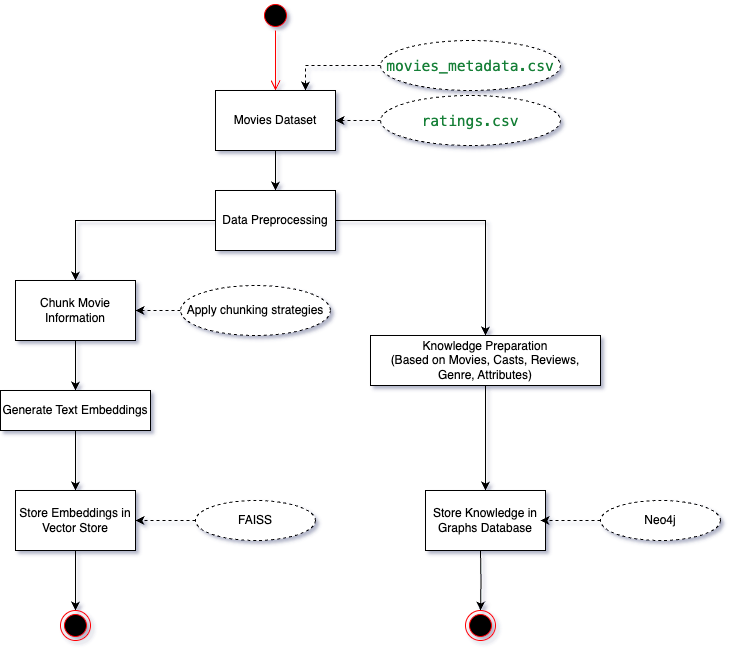 movies_metadata.csv
Movies Dataset
ratings.csv
Data Preprocessing
Chunk Movie
Information
Apply chunking strategies
Knowledge Preparation
(Based on Movies, Casts, Reviews,
Genre, Attributes)
Generate Text Embeddings
Store Embeddings in
Vector Store
FAISS
Store Knowledge in
Graphs Database
Neo4j